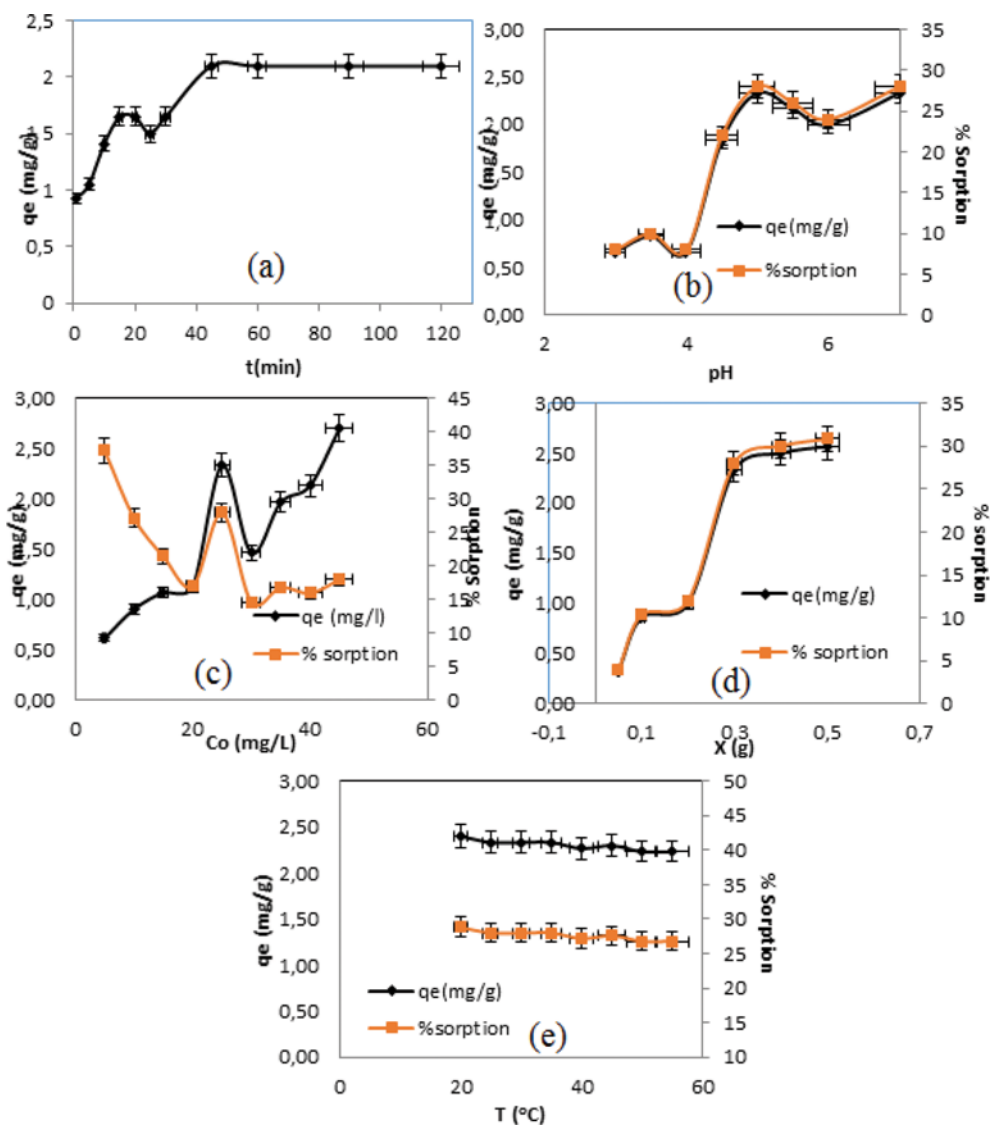 2,5
2
1,5
1
0,5
0
qe (mg/g)
(a)
0 20 40 60 80 100 120
t(min)
3,00
2,50
2,00
1,50
1,00
0,50
0,00
qe (mg/g)
35
30
25
20
15
10
5
0
% Sorption
qe(mg/g)
%sorption
(b)
2 4 6
pH
3,00
2,50
2,00
1,50
1,00
0,50
0,00
qe (mg/g)
45
40
35
30
25
20
15
10
5
0
% Sorption
qe (mg/l)
% sorption
(c)
0 20 40 60
Co (mg/L)
3,00
2,50
2,00
1,50
1,00
0,50
0,00
qe (mg/g)
35
30
25
20
15
10
5
0
% sorption
qe(mg/g)
% soprtion
(d)
-0,1 0,1 0,3 0,5 0,7
X (g)
3,00
2,50
2,00
1,50
1,00
0,50
0,00
qe (mg/g)
50
45
40
35
30
25
20
15
10
% Sorption
qe(mg/g)
%sorption
(e)
0 20 40 60
T (°C)